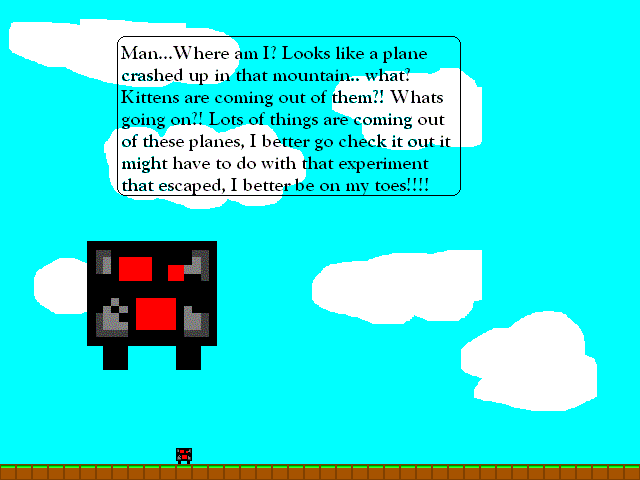 Man...Where am I? Looks like a plane
crashed up in that mountain.. what?
Kittens are coming out of them?! Whats
going on?! Lots of things are coming out
of these planes, I better go check it out it
might have to do with that experiment
that escaped, I better be on my toes!!!!